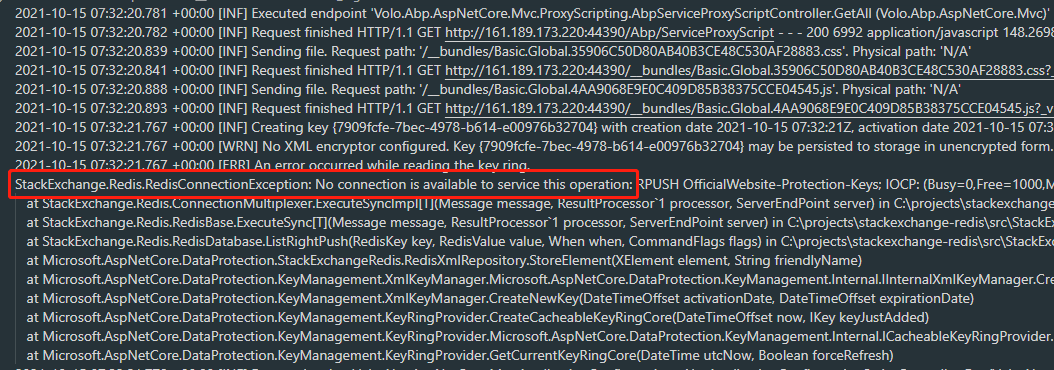 2021-10-15 07:32:20.781 +00:00 [INF] Executed endpoint 'Volo.Abp.AspNetCore.Mvc.ProxyScripting.AbpServiceProxyScriptController.GetAll (Volo.Abp.AspNetCore.Mvc)'
2021-10-15 07:32:20.782 +00:00 [INF] Request finished HTTP/1.1 GET http://161.189.173.220:44390/Abp/ServiceProxyScript - - - 200 6992 application/javascript 148.2698
2021-10-15 07:32:20.839 +00:00 [INF] Sending file. Request path: '/__bundles/Basic.Global.35906C50D80AB40B3CE48C530AF28883.css'. Physical path: 'N/A'
2021-10-15 07:32:20.841 +00:00 [INF] Request finished HTTP/1.1 GET http://161.189.173.220:44390/__bundles/Basic.Global.35906C50D80AB40B3CE48C530AF28883.css?_
2021-10-15 07:32:20.888 +00:00 [INF] Sending file. Request path: '/__bundles/Basic.Global.4AA9068E9E0C409D85B38375CCE04545.js'. Physical path: 'N/A'
2021-10-15 07:32:20.893 +00:00 [INF] Request finished HTTP/1.1 GET http://161.189.173.220:44390/__bundles/Basic.Global.4AA9068E9E0C409D85B38375CCE04545.js?_v
2021-10-15 07:32:21.767 +00:00 [INF] Creating key {7909fcfe-7bec-4978-b614-e00976b32704} with creation date 2021-10-15 07:32:21Z, activation date 2021-10-15 07:32
2021-10-15 07:32:21.767 +00:00 [WRN] No XML encryptor configured. Key {7909fcfe-7bec-4978-b614-e00976b32704} may be persisted to storage in unencrypted form.
2021-10-15 07:32:21.767 +00:00 [ERR] An error occurred while reading the key ring.
StackExchange.Redis.RedisConnectionException: No connection is available to service this operation: RPUSH OfficialWebsite-Protection-Keys; IOCP: (Busy=0,Free=1000,M
at StackExchange.Redis.ConnectionMultiplexer.ExecuteSyncImpl[T](Message message, ResultProcessor`1 processor, ServerEndPoint server) in C:\projects\stackexchange
at StackExchange.Redis.RedisBase.ExecuteSync[T](Message message, ResultProcessor`1 processor, ServerEndPoint server) in C:\projects\stackexchange-redis\src\StackEx
at StackExchange.Redis.RedisDatabase.ListRightPush(RedisKey key, RedisValue value, When when, CommandFlags flags) in C:\projects\stackexchange-redis\src\StackExc
at Microsoft.AspNetCore.DataProtection.StackExchangeRedis.RedisXmlRepository.StoreElement(XElement element, String friendlyName)
at Microsoft.AspNetCore.DataProtection.KeyManagement.XmlKeyManager.Microsoft.AspNetCore.DataProtection.KeyManagement.Internal.IInternalXmlKeyManager.Cre
at Microsoft.AspNetCore.DataProtection.KeyManagement.XmlKeyManager.CreateNewKey(DateTimeOffset activationDate, DateTimeOffset expirationDate)
at Microsoft.AspNetCore.DataProtection.KeyManagement.KeyRingProvider.CreateCacheableKeyRingCore(DateTimeOffset now, IKey keyJustAdded)
at Microsoft.AspNetCore.DataProtection.KeyManagement.KeyRingProvider.Microsoft.AspNetCore.DataProtection.KeyManagement.Internal.ICacheableKeyRingProvider.
at Microsoft.AspNetCore.DataProtection.KeyManagement.KeyRingProvider.GetCurrentKeyRingCore(DateTime utcNow, Boolean forceRefresh)